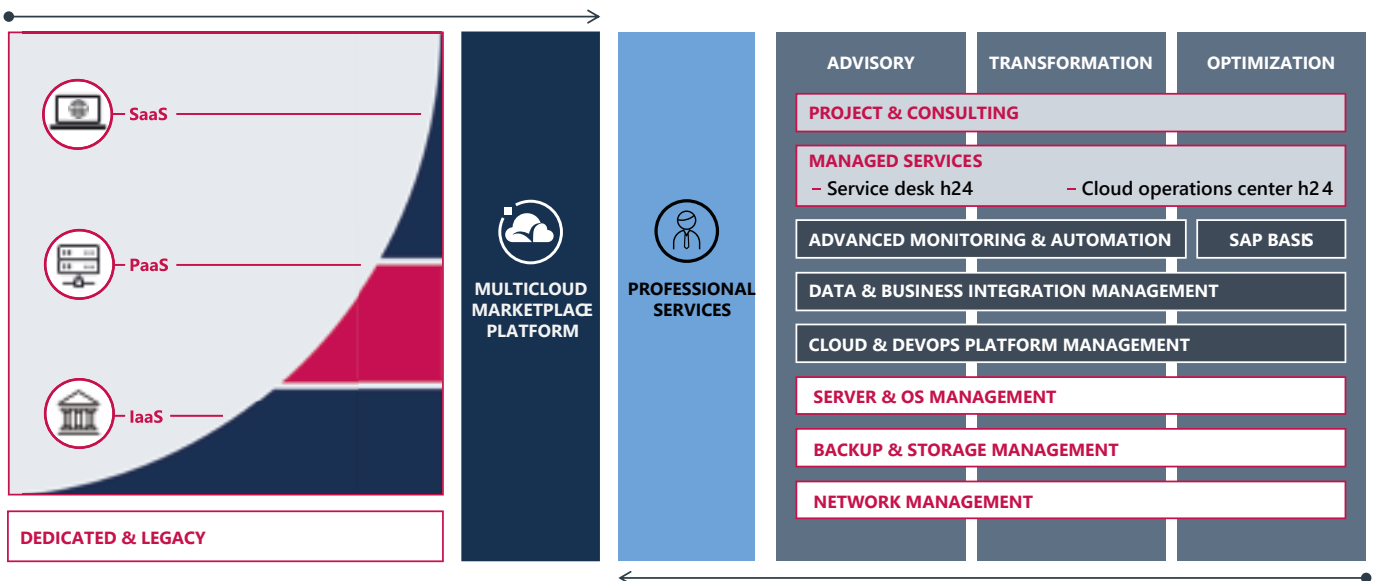 SaaS
PaaS
IaaS
DEDICATED & LEGACY
MULTICLOUD
MARKETPLACE
PLATFORM
PROFESSIONAL
SERVICES
ADVISORY
TRANSFORMATION
OPTIMIZATION
PROJECT & CONSULTING
MANAGED SERVICES
– Service desk h24
– Cloud operations center h24
ADVANCED MONITORING & AUTOMATION
SAP BASIS
DATA & BUSINESS INTEGRATION MANAGEMENT
CLOUD & DEVOPS PLATFORM MANAGEMENT
SERVER & OS MANAGEMENT
BACKUP & STORAGE MANAGEMENT
NETWORK MANAGEMENT